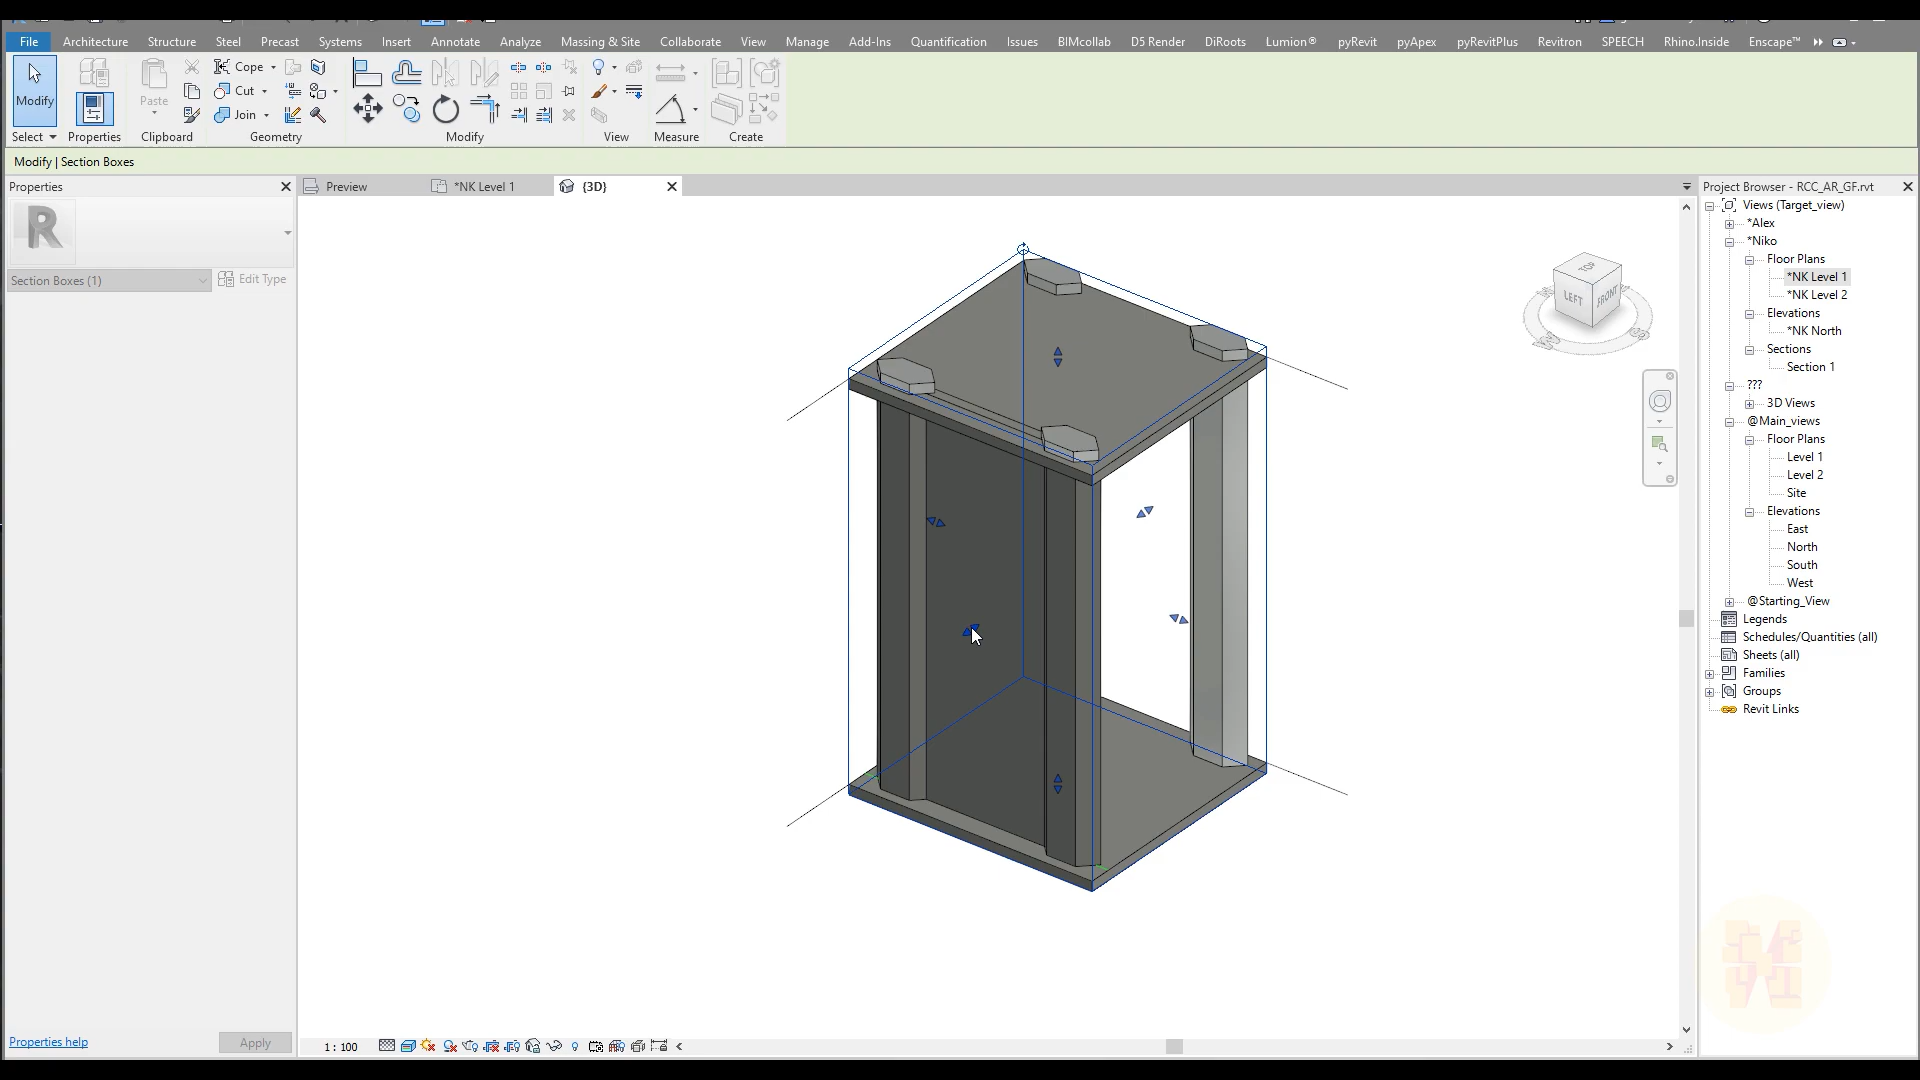 File Architecture Structure Steel Precast Systems Insert Annotate Analyze Massing & Site Collaborate View Manage Add-Ins Quantification Issues BIMcollab D5 Render DiRoots Lumion® pyRevit pyApex pyRevitPlus Revitron SPEECH Rhino.Inside Enscape™
Modify
Paste
Cope
Cut
Join
Select Properties Clipboard Geometry Modify View Measure Create
Modify | Section Boxes
Properties
R
Section Boxes (1)
Edit Type
Properties help
Apply
Preview
*NK Level 1
{3D}
TOP
LEFT
FRONT
1 : 100
Project Browser - RCC_AR_GF.rvt
Views (Target_view)
*Alex
*Niko
Floor Plans
*NK Level 1
*NK Level 2
Elevations
*NK North
Sections
Section 1
???
3D Views
@Main_views
Floor Plans
Level 1
Level 2
Site
Elevations
East
North
South
West
@Starting_View
Legends
Schedules/Quantities (all)
Sheets (all)
Families
Groups
Revit Links